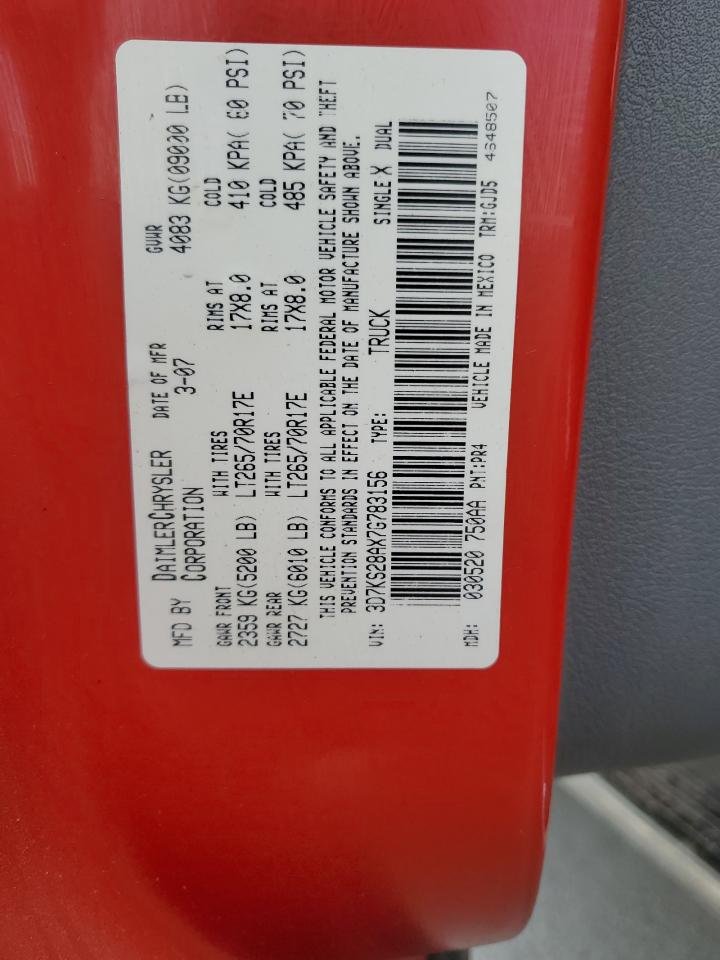 MFD BY DAIMLERCHRYSLER CORPORATION DATE OF MFR 3-07 GVWR 4083 KG(09000 LB)
GAWR FRONT WITH TIRES RIMS AT COLD
2359 KG(5200 LB) LT265/70R17E 17X8.0 410 KPA( 60 PSI)
GAWR REAR WITH TIRES RIMS AT COLD
2727 KG(6010 LB) LT265/70R17E 17X8.0 485 KPA( 70 PSI)
THIS VEHICLE CONFORMS TO ALL APPLICABLE FEDERAL MOTOR VEHICLE SAFETY AND THEFT
PREVENTION STANDARDS IN EFFECT ON THE DATE OF MANUFACTURE SHOWN ABOVE.
VIN: 3D7KS28AX7G783156 TYPE: TRUCK SINGLE X DUAL
MDH: 030520 750AA PNT:PR4 VEHICLE MADE IN MEXICO TRM:GJD5 4648507